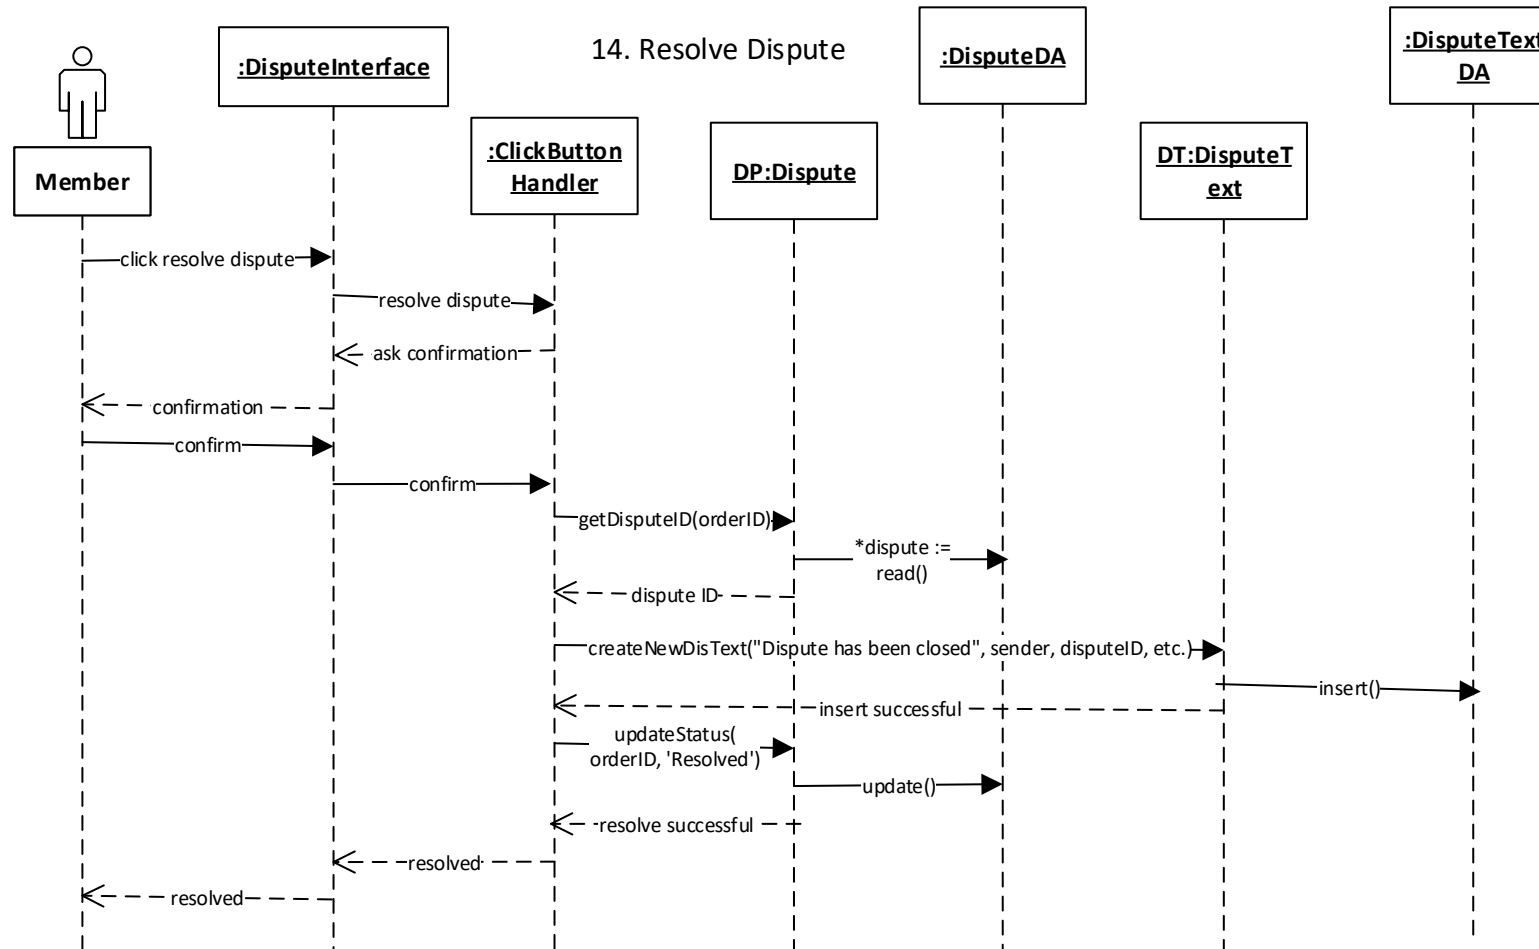 14. Resolve Dispute
Member
:DisputeInterface
:ClickButton
Handler
DP:Dispute
:DisputeDA
DT:DisputeT
ext
:DisputeText
DA
click resolve dispute
resolve dispute
ask confirmation
confirmation
confirm
confirm
getDisputeID(orderID)
*dispute :=
read()
dispute ID
createNewDisText("Dispute has been closed", sender, disputeID, etc.)
insert()
insert successful
updateStatus(
orderID, 'Resolved')
update()
resolve successful
resolved
resolved